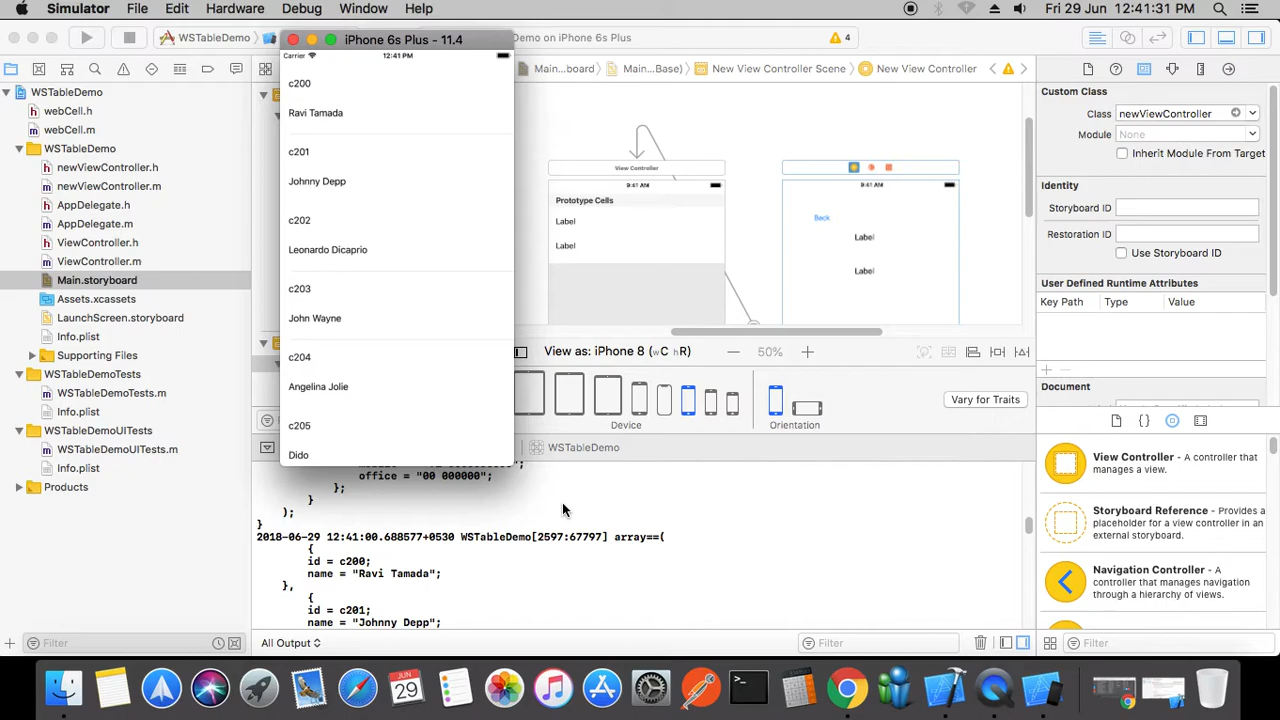 Simulator File Edit Hardware Debug Window Help Fri 29 Jun 12:41:31 PM
WSTableDemo
iPhone 6s Plus - 11.4
Demo on iPhone 6s Plus
4
Main...board
Main...Base)
New View Controller Scene
New View Controller
WSTableDemo
webCell.h
webCell.m
WSTableDemo
newViewController.h
newViewController.m
AppDelegate.h
AppDelegate.m
ViewController.h
ViewController.m
Main.storyboard
Assets.xcassets
LaunchScreen.storyboard
Info.plist
Supporting Files
WSTableDemoTests
WSTableDemoTests.m
Info.plist
WSTableDemoUITests
WSTableDemoUITests.m
Info.plist
Products
Filter
Carrier 12:41 PM
c200
Ravi Tamada
c201
Johnny Depp
c202
Leonardo Dicaprio
c203
John Wayne
c204
Angelina Jolie
c205
Dido
View Controller
9:41 AM
Prototype Cells
Label
Label
9:41 AM
Back
Label
Label
View as: iPhone 8 (wC hR)
50%
Device
Orientation
Vary for Traits
WSTableDemo
office = "00 000000";
};
}
);
}
2018-06-29 12:41:00.688577+0530 WSTableDemo[2597:67797] array==(
{
id = c200;
name = "Ravi Tamada";
},
{
id = c201;
name = "Johnny Depp";
All Output
Filter
Custom Class
Class newViewController
Module None
Inherit Module From Target
Identity
Storyboard ID
Restoration ID
Use Storyboard ID
User Defined Runtime Attributes
Key Path Type Value
Document
View Controller - A controller that manages a view.
Storyboard Reference - Provides a placeholder for a view controller in an external storyboard.
Navigation Controller - A controller that manages navigation through a hierarchy of views.
Filter
JUN
29